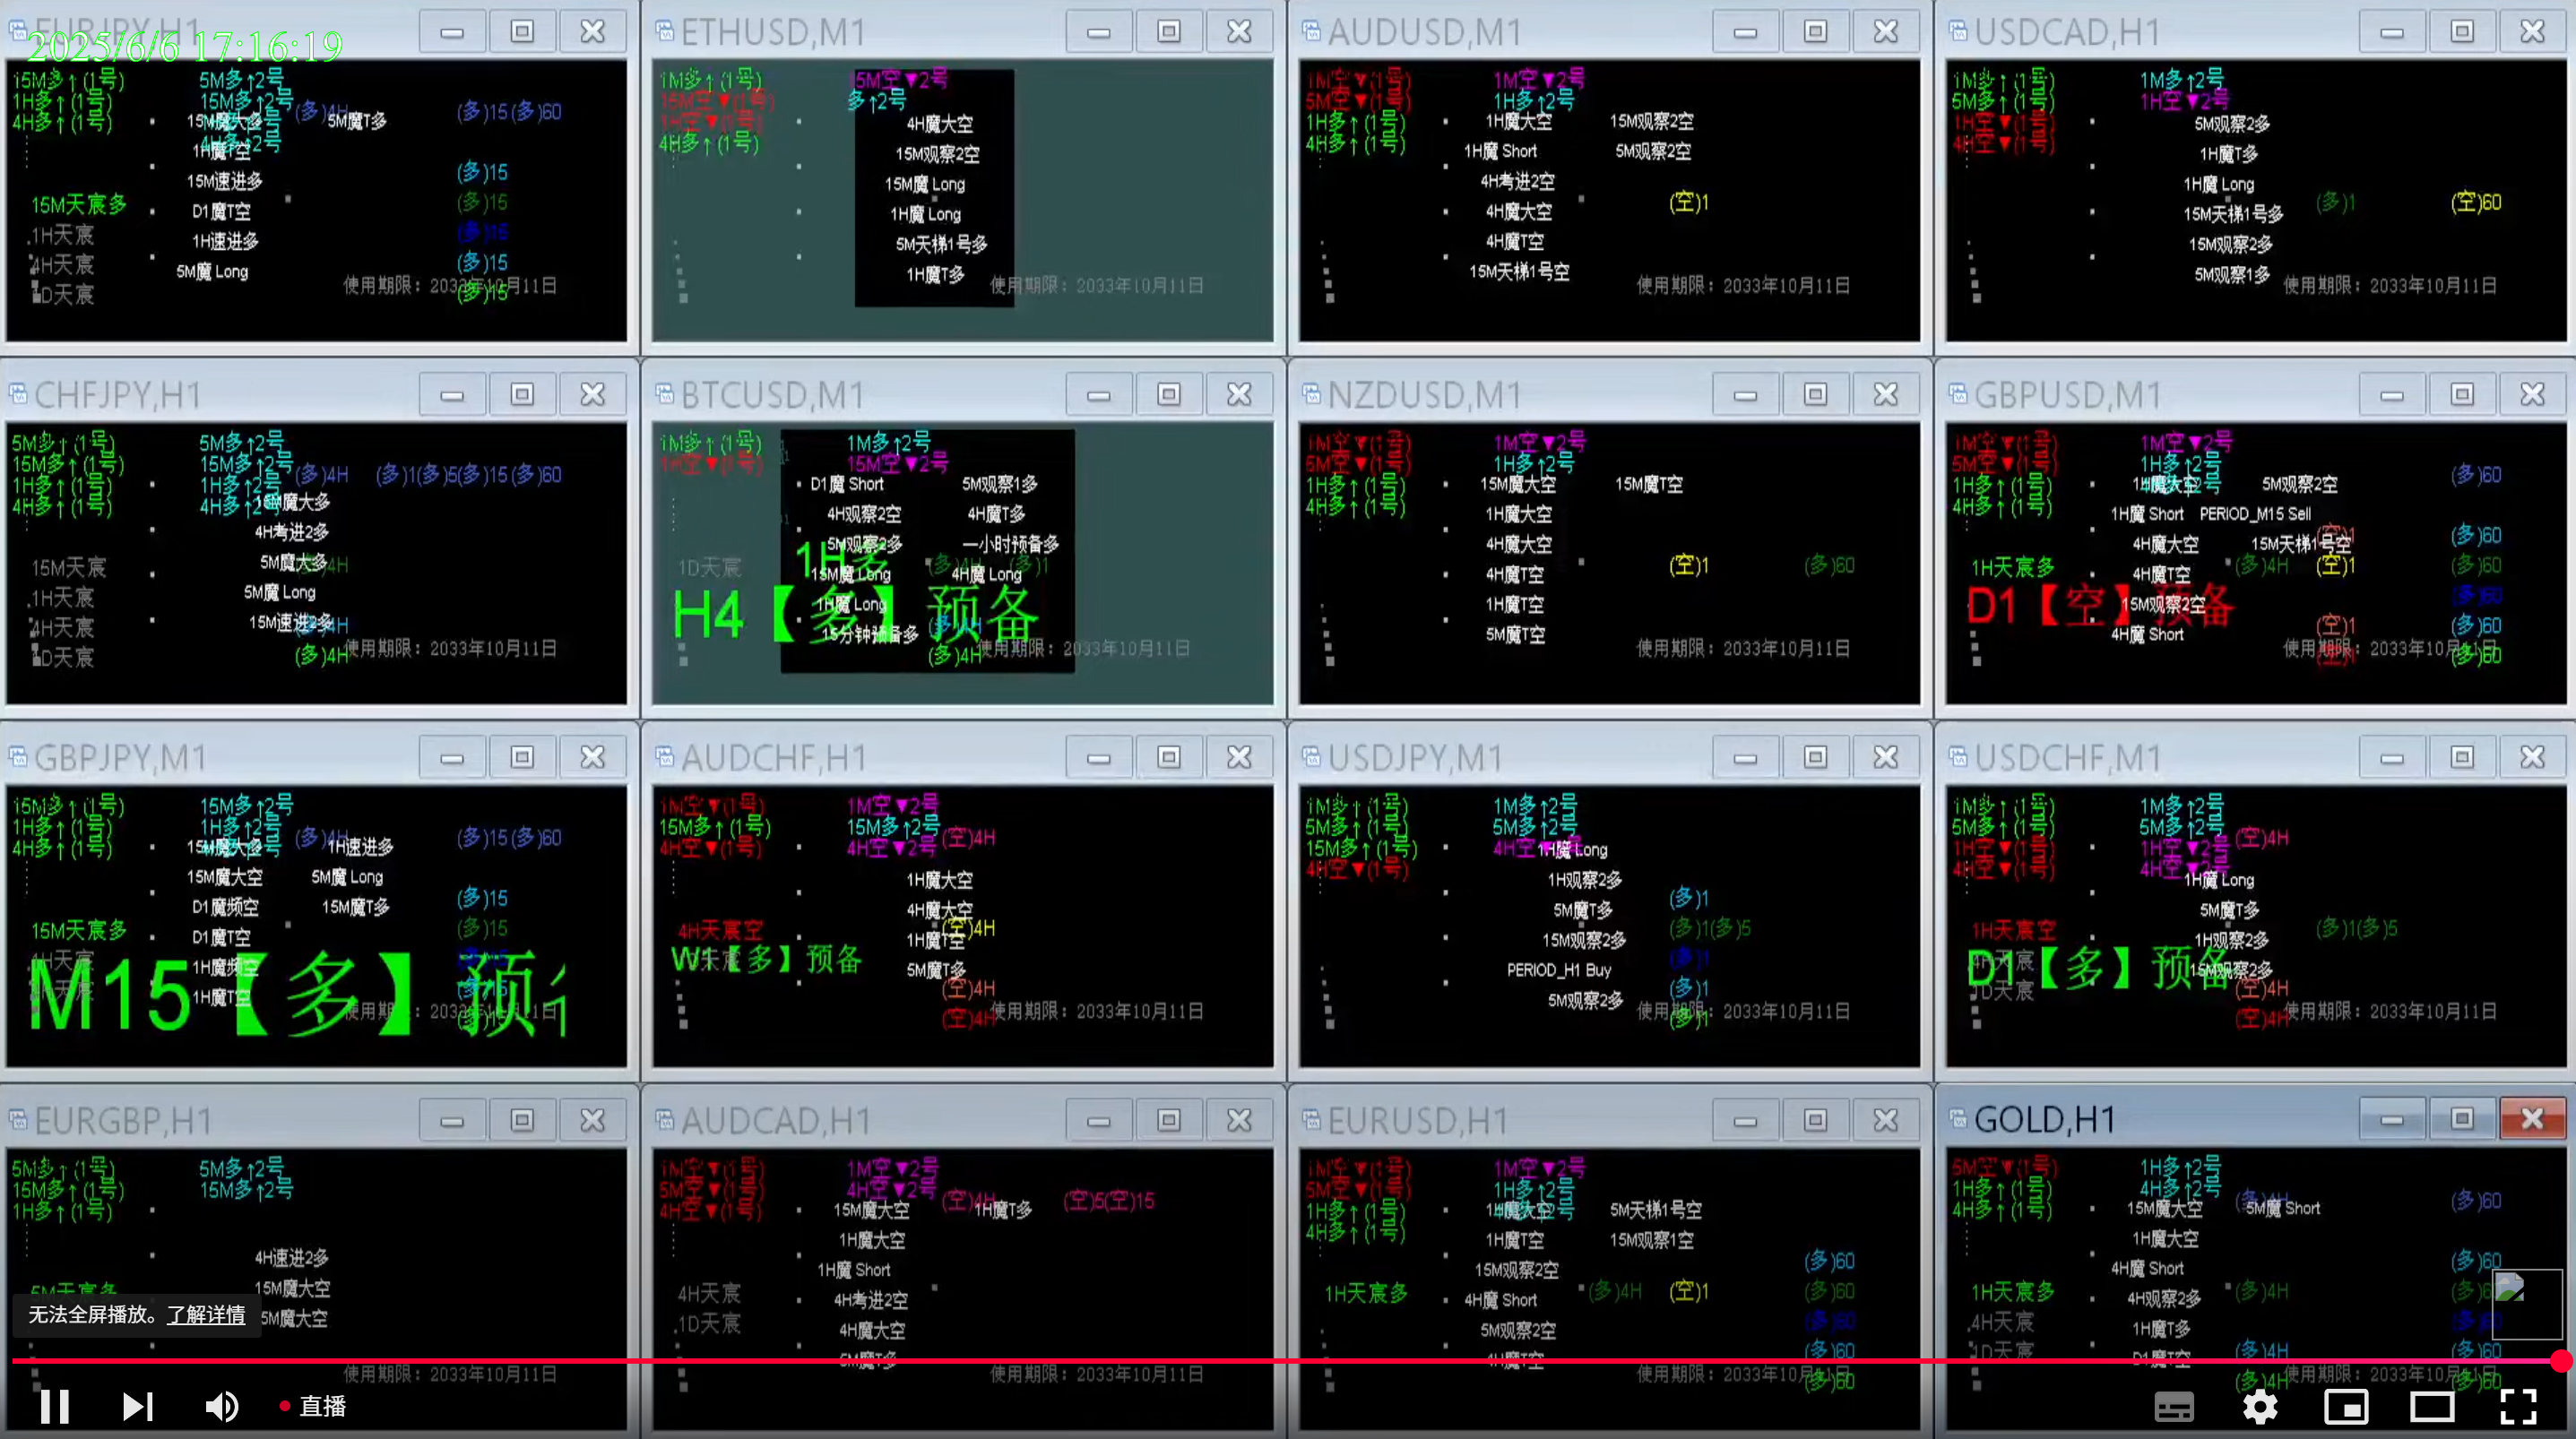 EURJPY,H1
2025/6/6 17:16:19
15M多↑(1号) 5M多↑2号
1H多↑(1号) 15M多↑2号 (多)4H (多)15(多)60
4H多↑(1号) 15M魔大多 5M魔T多
1H魔T空
15M速进多 (多)15
15M天宸多 D1魔T空 (多)15
1H天宸 1H速进多 (多)15
4H天宸 5M魔 Long (多)15
1D天宸 使用期限：2033年10月11日 (多)15
ETHUSD,M1
1M多↑(1号) 15M空▼2号
15M空▼(1号) 多↑2号
1H空▼(1号) 4H魔大空
4H多↑(1号) 15M观察2空
15M魔 Long
1H魔 Long
5M天梯1号多
1H魔T多
使用期限：2033年10月11日
AUDUSD,M1
1M空▼(1号) 1M空▼2号
5M空▼(1号) 1H多↑2号
1H多↑(1号) 1H魔大空 15M观察2空
4H多↑(1号) 1H魔 Short 5M观察2空
4H考进2空
4H魔大空 (空)1
4H魔T空
15M天梯1号空
使用期限：2033年10月11日
USDCAD,H1
1M多↑(1号) 1M多↑2号
5M多↑(1号) 1H空▼2号
1H空▼(1号) 5M观察2多
4H空▼(1号) 1H魔T多
1H魔 Long
15M天梯1号多 (多)1 (空)60
15M观察2多
5M观察1多
使用期限：2033年10月11日
CHFJPY,H1
5M多↑(1号) 5M多↑2号
15M多↑(1号) 15M多↑2号 (多)4H (多)1(多)5(多)15(多)60
1H多↑(1号) 1H多↑2号
4H多↑(1号) 4H多↑2号 魔大多
4H考进2多
15M天宸 5M魔大多 4H
1H天宸 5M魔 Long
4H天宸 15M速进2多
1D天宸 (多)4H 使用期限：2033年10月11日
BTCUSD,M1
1M多↑(1号) 1M多↑2号
1H空▼(1号) 15M空▼2号
D1魔 Short 5M观察1多
4H观察2空 4H魔T多
5M观察2多 一小时预备多
1H多
1D天宸 15M魔 Long 4H魔 Long (多)1
H4【多】预备
1H魔 Long
15分钟预备多
(多)4H 使用期限：2033年10月11日
NZDUSD,M1
1M空▼(1号) 1M空▼2号
5M空▼(1号) 1H多↑2号
1H多↑(1号) 15M魔大空 15M魔T空
4H多↑(1号) 1H魔大空
4H魔大空
4H魔T空 (空)1 (多)60
1H魔T空
5M魔T空
使用期限：2033年10月11日
GBPUSD,M1
1M空▼(1号) 1M空▼2号
5M空▼(1号) 1H多↑2号 (多)60
1H多↑(1号) 1H魔大空 5M观察2空
4H多↑(1号) 1H魔 Short PERIOD_M15 Sell
4H魔大空 15M天梯1号空 (空)1 (多)60
1H天宸多 4H魔T空 (多)4H (空)1 (多)60
D1【空】预备 15M观察2空 (多)60
4H魔 Short (空)1 (多)60
使用期限：2033年10月11日 (多)60
GBPJPY,M1
15M多↑(1号) 15M多↑2号
1H多↑(1号) 1H多↑2号 (多)4H (多)15(多)60
4H多↑(1号) 15M魔大多 1H速进多
15M魔大空 5M魔 Long
D1魔频空 15M魔T多 (多)15
15M天宸多 D1魔T空 (多)15
1H魔频空
M15【多】预
1H魔T空
使用期限：2033年10月11日
AUDCHF,H1
1M空▼(1号) 1M空▼2号
15M多↑(1号) 15M多↑2号 (空)4H
4H空▼(1号) 4H空▼2号
1H魔大空
4H魔大空
4H天宸空 1H魔T空 (空)4H
W1【多】预备 5M魔T多
(空)4H
(空)4H 使用期限：2033年10月11日
USDJPY,M1
1M多↑(1号) 1M多↑2号
5M多↑(1号) 5M多↑2号
15M多↑(1号) 4H空 1H魔 Long
4H空▼(1号) 1H观察2多
5M魔T多 (多)1
15M观察2多 (多)1(多)5
PERIOD_H1 Buy (多)1
5M观察2多 (多)1
使用期限：2033年10月11日 (多)1
USDCHF,M1
1M多↑(1号) 1M多↑2号
5M多↑(1号) 5M多↑2号 (空)4H
1H空▼(1号) 1H空▼2号
4H空▼(1号) 4H空▼2号 1H魔 Long
5M魔T多
1H天宸空 1H观察2多 (多)1(多)5
4H天宸 D1【多】预备 15M观察2多
1D天宸 (空)4H
(空)4H 使用期限：2033年10月11日
EURGBP,H1
5M多↑(1号) 5M多↑2号
15M多↑(1号) 15M多↑2号
1H多↑(1号)
4H速进2多
5M天宸多 15M魔大空
5M魔大空
使用期限：2033年10月11日
AUDCAD,H1
1M空▼(1号) 1M空▼2号
5M空▼(1号) 4H空▼2号 (空)4H (空)5(空)15
4H空▼(1号) 15M魔大空 1H魔T多
1H魔大空
1H魔 Short
4H天宸 4H考进2空
1D天宸 4H魔大空
5M魔T多
使用期限：2033年10月11日
EURUSD,H1
1M空▼(1号) 1M空▼2号
5M空▼(1号) 1H多↑2号
1H多↑(1号) 1H魔大空 5M天梯1号空
4H多↑(1号) 1H魔T空 15M观察1空
15M观察2空 (多)60
1H天宸多 4H魔 Short (多)4H (空)1 (多)60
5M观察2空 (多)60
4H魔T空 (多)60
使用期限：2033年10月11日 (多)60
GOLD,H1
5M空▼(1号) 1H多↑2号
1H多↑(1号) 4H多↑2号 (多)4H (多)60
4H多↑(1号) 15M魔大空 5M魔 Short
1H魔大空
4H魔 Short (多)60
1H天宸多 4H观察2多 (多)4H
4H天宸 1H魔T多
1D天宸 D1魔T空 (多)4H (多)60
(多)4H 使用期限：2033年10月11日 (多)60
无法全屏播放。了解详情
直播